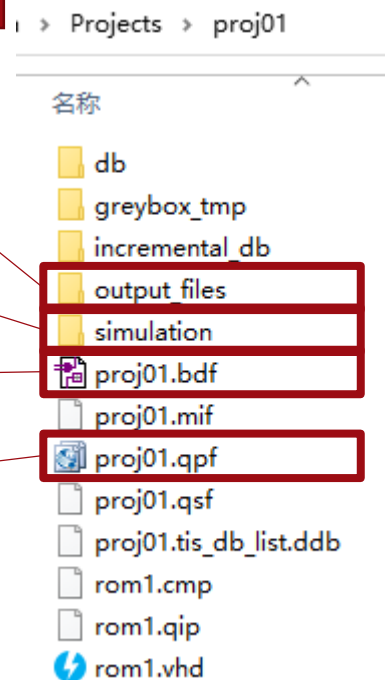 > Projects > proj01
名称
db
greybox_tmp
incremental_db
output_files
simulation
proj01.bdf
proj01.mif
proj01.qpf
proj01.qsf
proj01.tis_db_list.ddb
rom1.cmp
rom1.qip
rom1.vhd